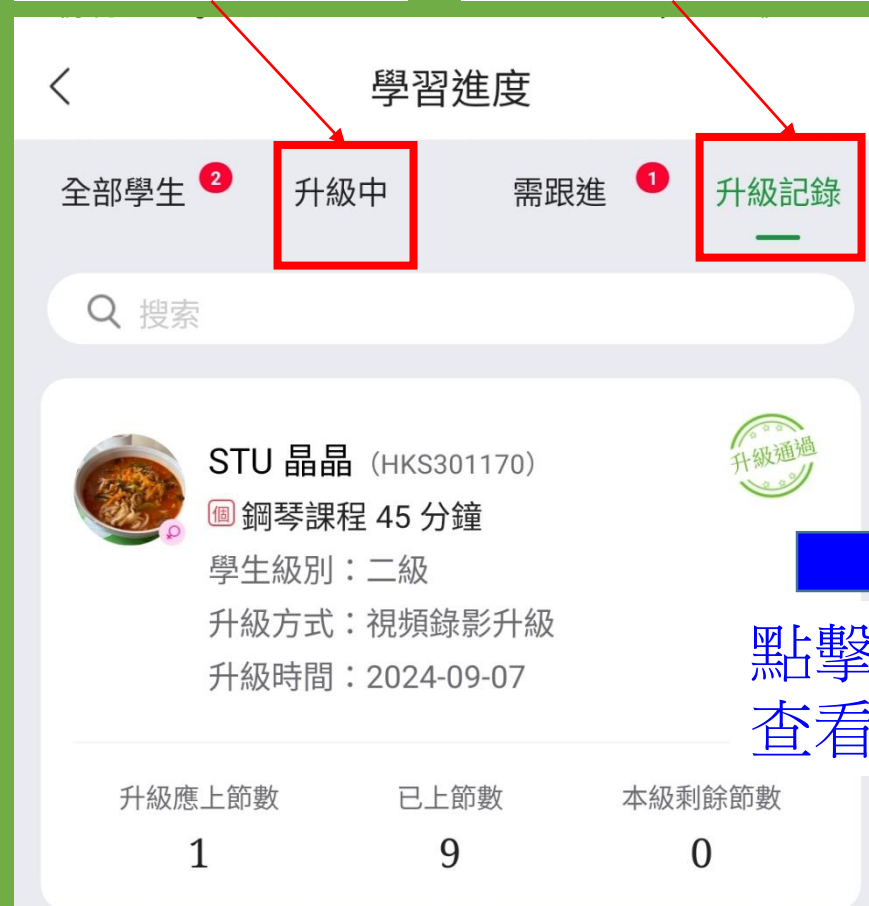 學習進度
全部學生 2 升級中 需跟進 1 升級記錄
搜索
STU 晶晶 (HKS301170)
升級通過
個 鋼琴課程 45 分鐘
學生級別：二級
升級方式：視頻錄影升級
升級時間：2024-09-07
點擊
查看
升級應上節數 已上節數 本級剩餘節數
1 9 0